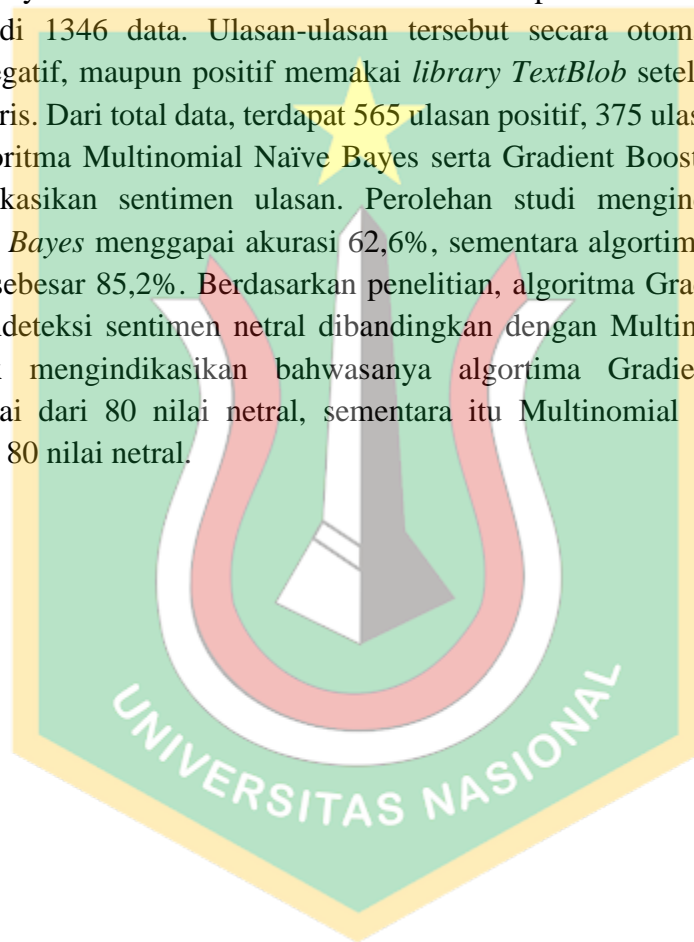 di 1346 data. Ulasan-ulasan tersebut secara otom
egatif, maupun positif memakai library TextBlob setel
ris. Dari total data, terdapat 565 ulasan positif, 375 ulas
oritma Multinomial Naïve Bayes serta Gradient Boost
kasikan sentimen ulasan. Perolehan studi mengind
Bayes menggapai akurasi 62,6%, sementara algortim
sebesar 85,2%. Berdasarkan penelitian, algoritma Grad
ndeteksi sentimen netral dibandingkan dengan Multin
mengindikasikan bahwasanya algortima Gradie
ai dari 80 nilai netral, sementara itu Multinomial
80 nilai netral.
UNIVERSITAS NASIONAL